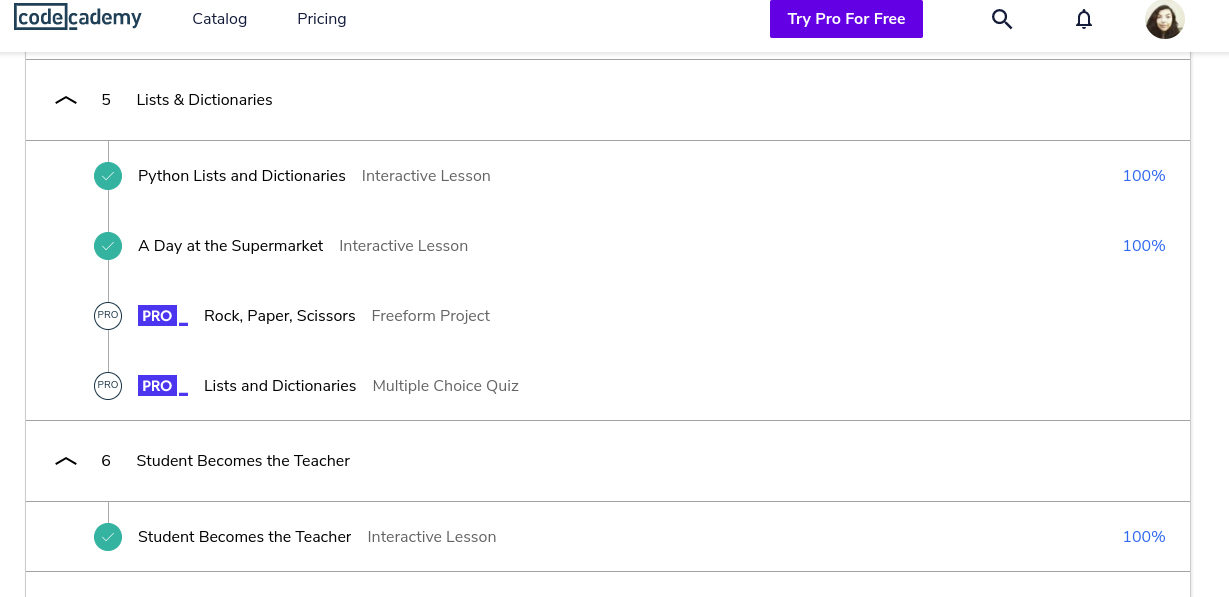 codecademy Catalog Pricing Try Pro For Free
5 Lists & Dictionaries
Python Lists and Dictionaries Interactive Lesson 100%
A Day at the Supermarket Interactive Lesson 100%
PRO PRO_ Rock, Paper, Scissors Freeform Project
PRO PRO_ Lists and Dictionaries Multiple Choice Quiz
6 Student Becomes the Teacher
Student Becomes the Teacher Interactive Lesson 100%